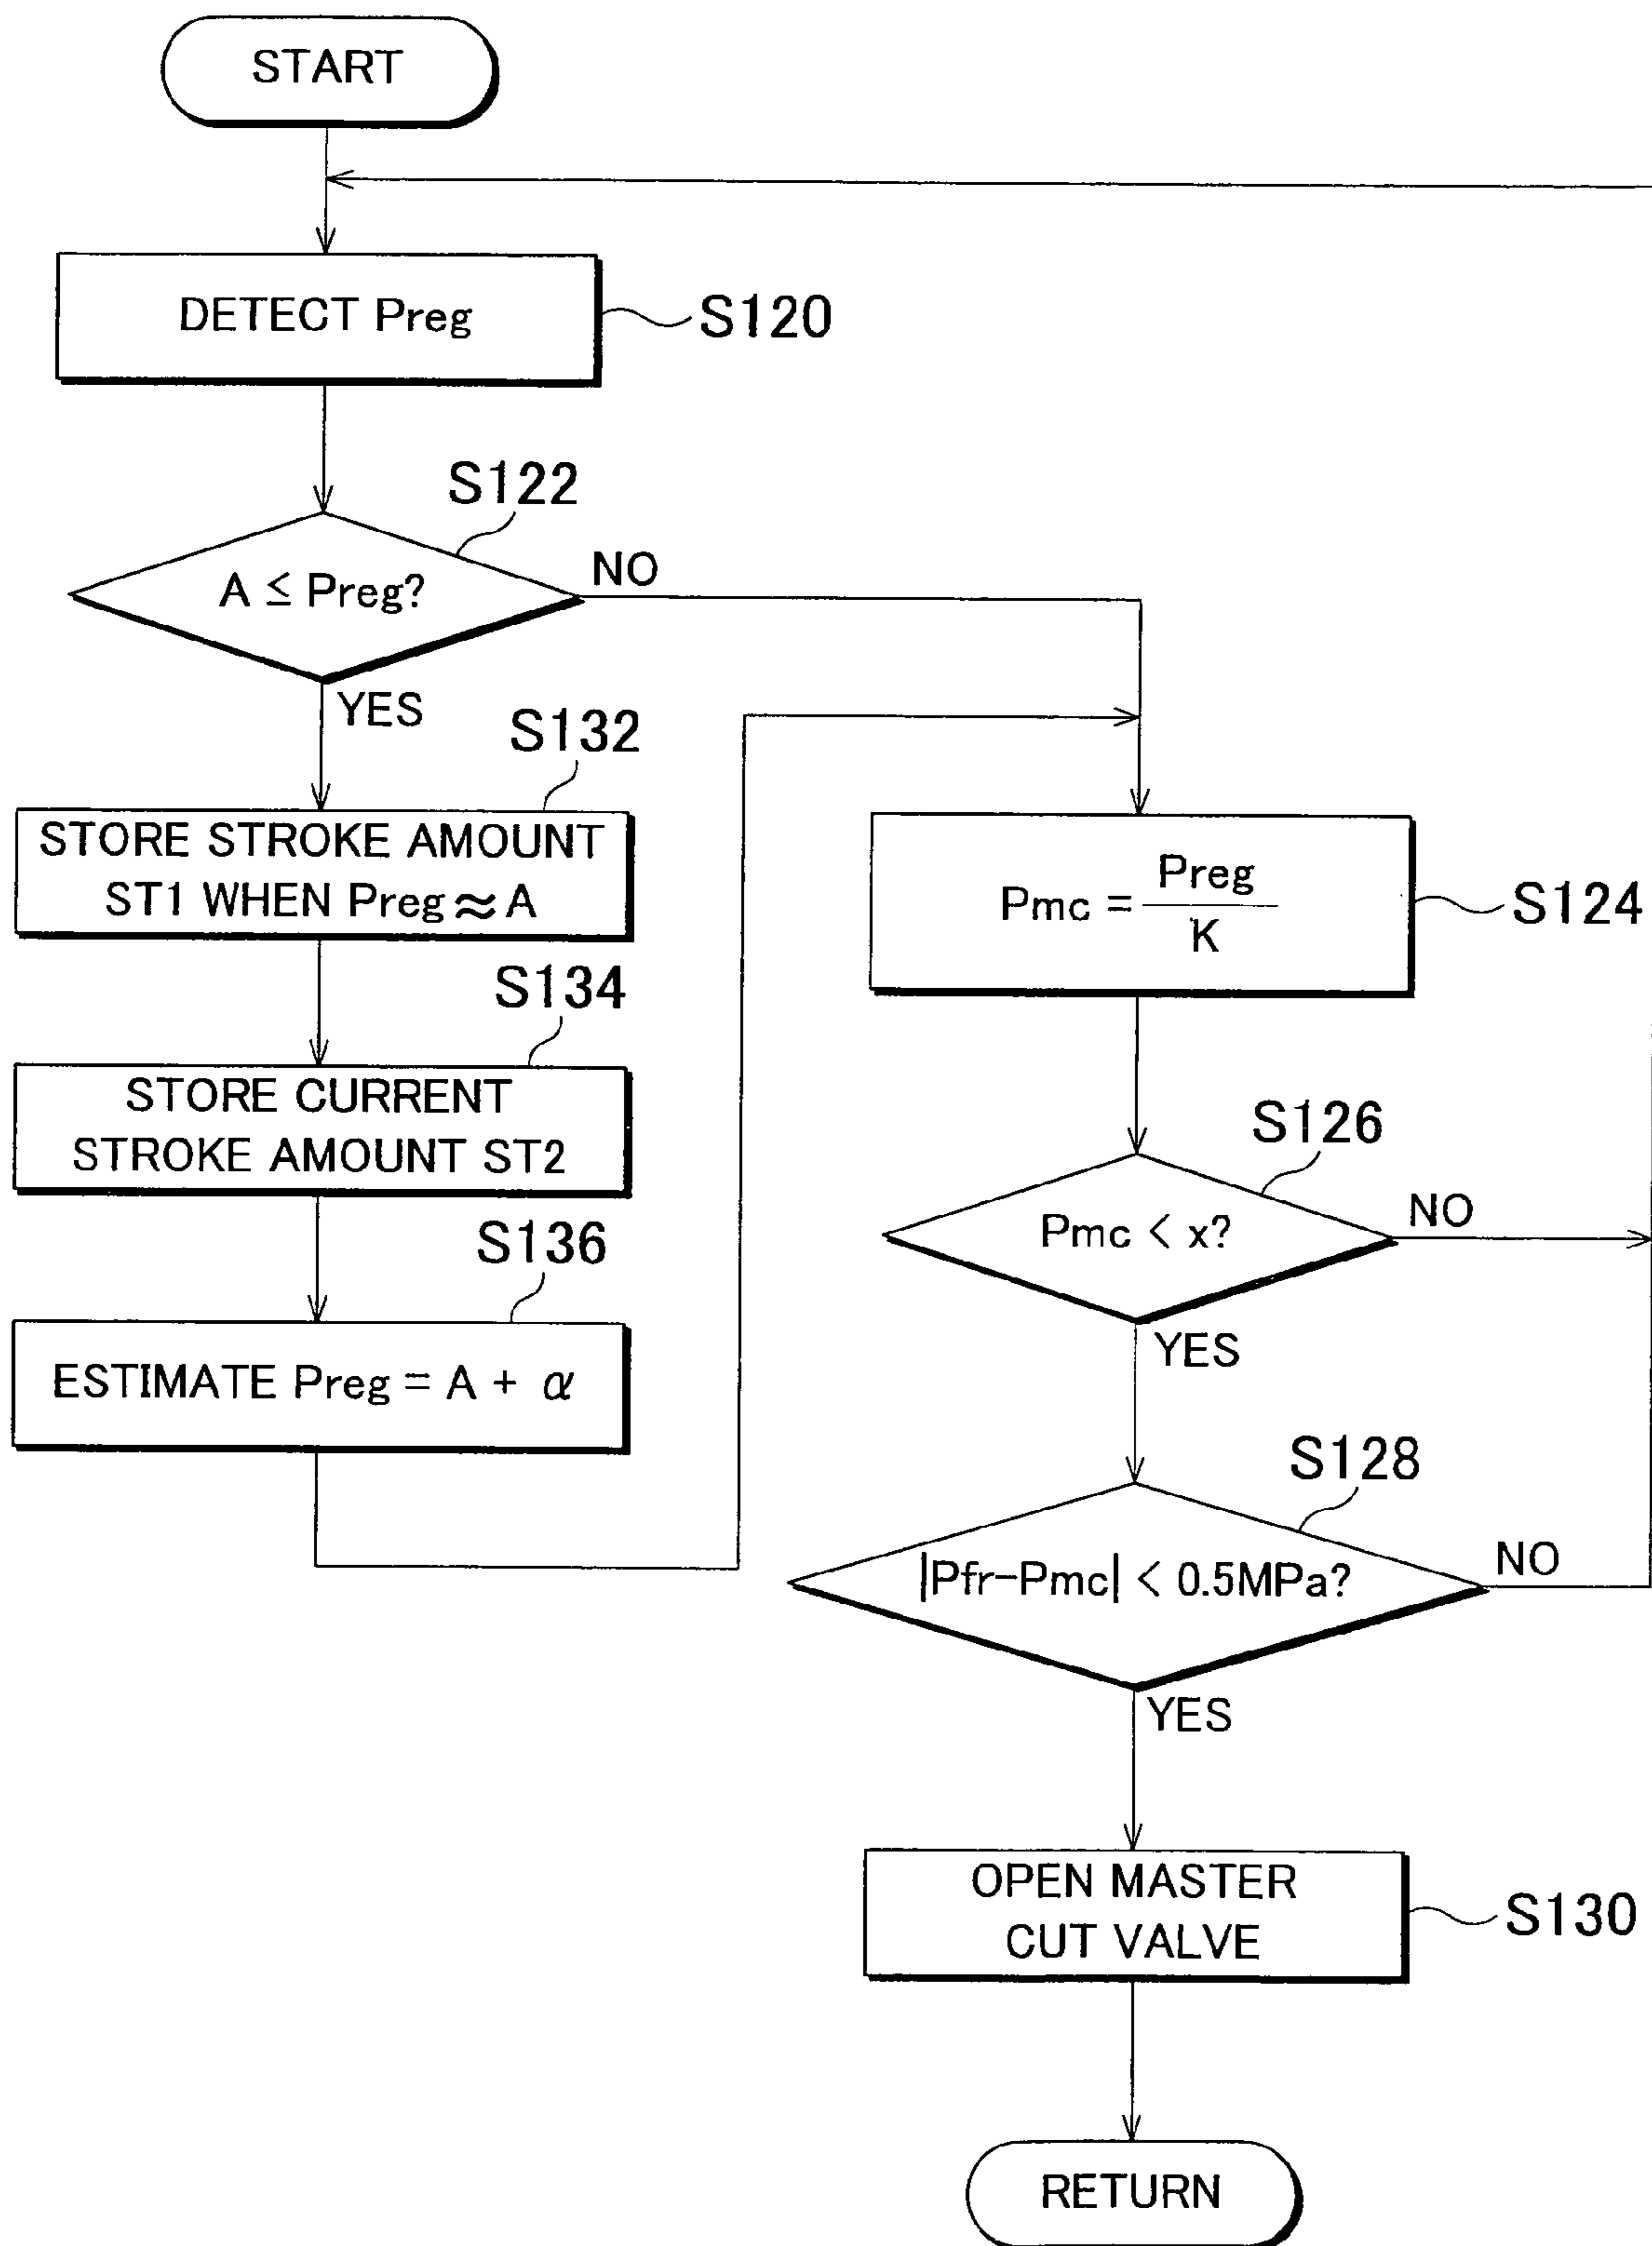 START
DETECT Preg
S120
S122
A ≤ Preg?
NO
YES
S132
STORE STROKE AMOUNT
ST1 WHEN Preg ≈ A
S134
STORE CURRENT
STROKE AMOUNT ST2
S136
ESTIMATE Preg = A + α
Pmc = Preg / K
S124
S126
Pmc < x?
NO
YES
S128
|Pfr-Pmc| < 0.5MPa?
NO
YES
OPEN MASTER
CUT VALVE
S130
RETURN